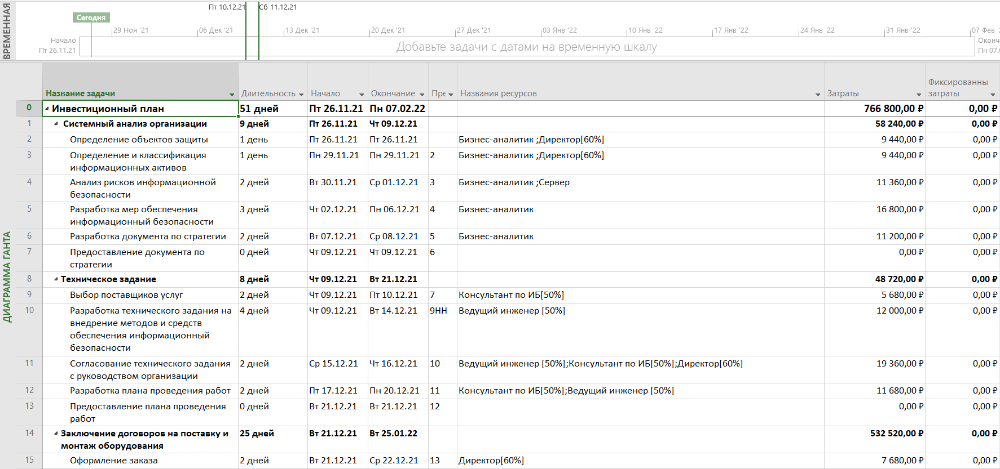 ВРЕМЕННАЯ
Пт 10.12.21 Сб 11.12.21
Сегодня
29 Ноя '21 06 Дек '21 13 Дек '21 20 Дек '21 27 Дек '21 03 Янв '22 10 Янв '22 17 Янв '22 24 Янв '22 31 Янв '22 07 Фев '
Начало
Пт 26.11.21
Добавьте задачи с датами на временную шкалу
Оконч
Пн 07.
ДИАГРАММА ГАНТА
Название задачи Длительность Начало Окончание Пре Названия ресурсов Затраты Фиксированны
затраты
0 Инвестиционный план 51 дней Пт 26.11.21 Пн 07.02.22 766 800,00 ₽ 0,00 ₽
1 Системный анализ организации 9 дней Пт 26.11.21 Чт 09.12.21 58 240,00 ₽ 0,00 ₽
2 Определение объектов защиты 1 день Пт 26.11.21 Пт 26.11.21 Бизнес-аналитик ;Директор[60%] 9 440,00 ₽ 0,00 ₽
3 Определение и классификация 1 день Пн 29.11.21 Пн 29.11.21 2 Бизнес-аналитик ;Директор[60%] 9 440,00 ₽ 0,00 ₽
информационных активов
4 Анализ рисков информационной 2 дней Вт 30.11.21 Ср 01.12.21 3 Бизнес-аналитик ;Сервер 11 360,00 ₽ 0,00 ₽
безопасности
5 Разработка мер обеспечения 3 дней Чт 02.12.21 Пн 06.12.21 4 Бизнес-аналитик 16 800,00 ₽ 0,00 ₽
информационный безопасности
6 Разработка документа по стратегии 2 дней Вт 07.12.21 Ср 08.12.21 5 Бизнес-аналитик 11 200,00 ₽ 0,00 ₽
7 Предоставление документа по 0 дней Чт 09.12.21 Чт 09.12.21 6 0,00 ₽ 0,00 ₽
стратегии
8 Техническое задание 8 дней Чт 09.12.21 Вт 21.12.21 48 720,00 ₽ 0,00 ₽
9 Выбор поставщиков услуг 2 дней Чт 09.12.21 Пт 10.12.21 7 Консультант по ИБ[50%] 5 680,00 ₽ 0,00 ₽
10 Разработка технического задания на 4 дней Чт 09.12.21 Вт 14.12.21 9НН Ведущий инженер [50%] 12 000,00 ₽ 0,00 ₽
внедрение методов и средств
обеспечения информационный
безопасности
11 Согласование технического задания 2 дней Ср 15.12.21 Чт 16.12.21 10 Ведущий инженер [50%];Консультант по ИБ[50%];Директор[60%] 19 360,00 ₽ 0,00 ₽
с руководством организации
12 Разработка плана проведения работ 2 дней Пт 17.12.21 Пн 20.12.21 11 Консультант по ИБ[50%];Ведущий инженер [50%] 11 680,00 ₽ 0,00 ₽
13 Предоставление плана проведения 0 дней Вт 21.12.21 Вт 21.12.21 12 0,00 ₽ 0,00 ₽
работ
14 Заключение договоров на поставку и 25 дней Вт 21.12.21 Вт 25.01.22 532 520,00 ₽ 0,00 ₽
монтаж оборудования
15 Оформление заказа 2 дней Вт 21.12.21 Ср 22.12.21 13 Директор[60%] 7 680,00 ₽ 0,00 ₽